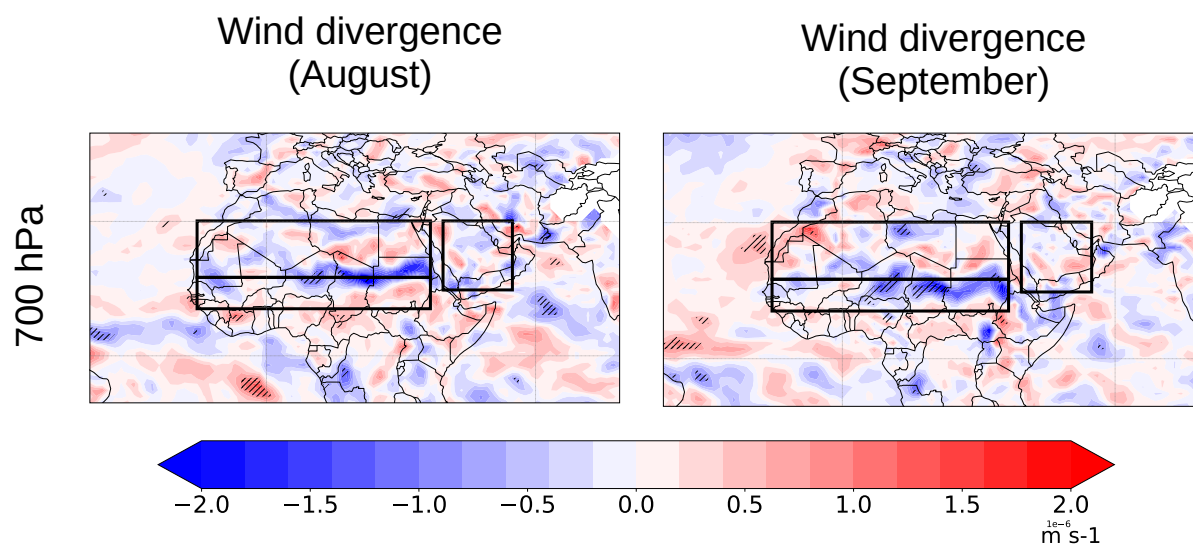 Wind divergence
(August)
Wind divergence
(September)
700 hPa
−2.0 −1.5 −1.0 −0.5 0.0 0.5 1.0 1.5 2.0
1e−6
m s-1